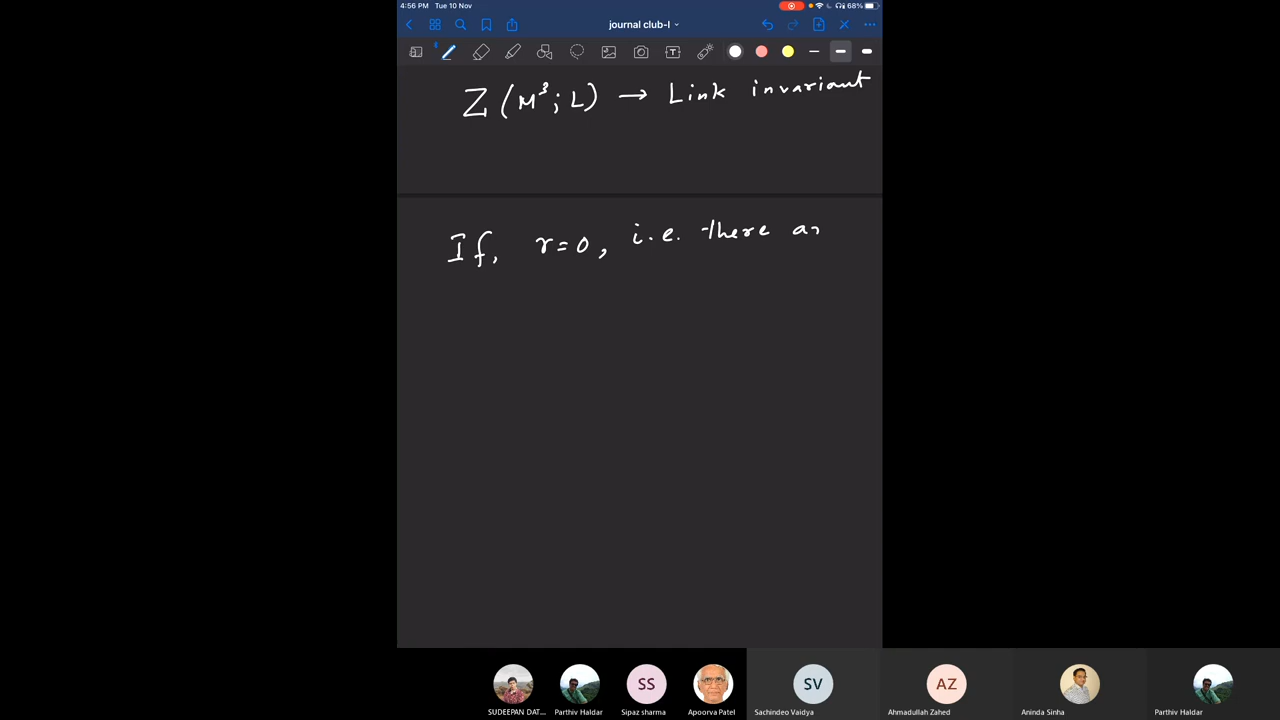 4:56 PM Tue 10 Nov
68%
journal club-I
Z(M³; L) → Link invariant
If, r=0, i.e. there
SUDEEPAN DAT...
Parthiv Haldar
SS
Sipaz sharma
Apoorva Patel
SV
Sachindeo Vaidya
AZ
Ahmadullah Zahed
Aninda Sinha
Parthiv Haldar